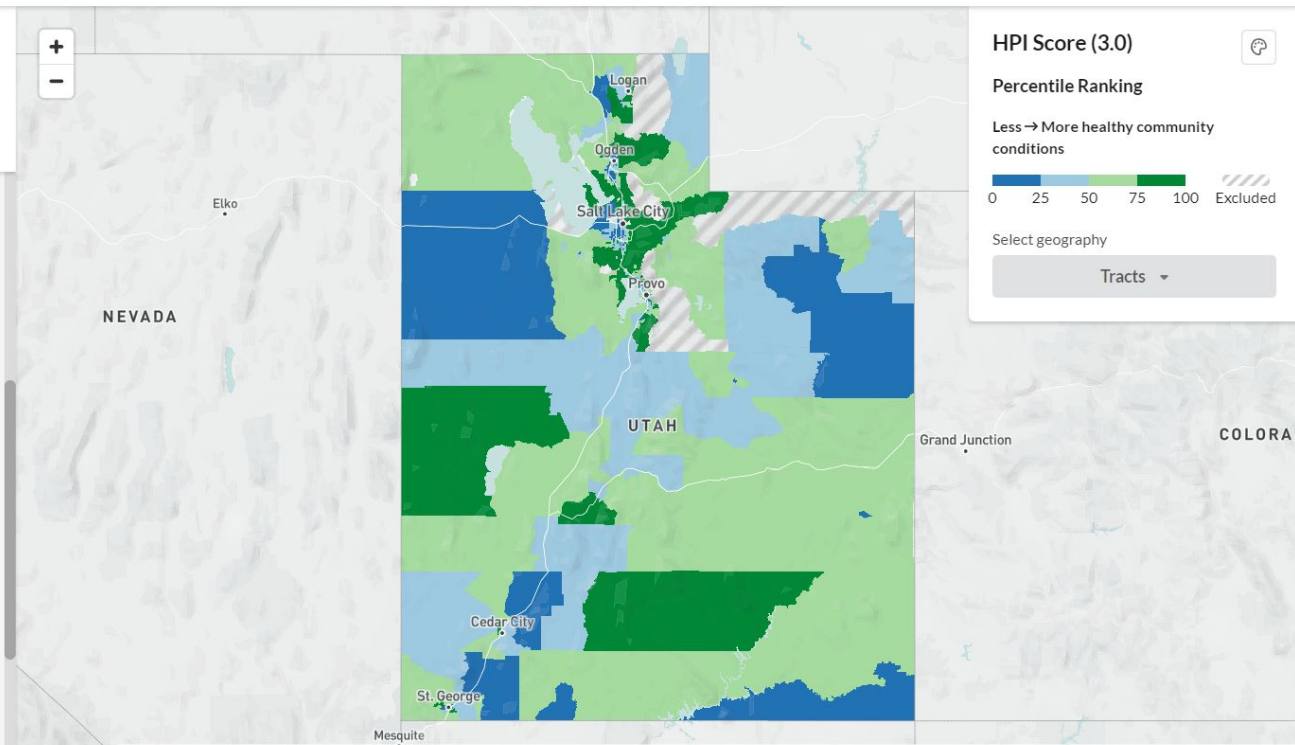 +
−
HPI Score (3.0)
Percentile Ranking
Less → More healthy community
conditions
0 25 50 75 100 Excluded
Select geography
Tracts
Logan
Ogden
Elko
Salt Lake City
Provo
NEVADA
UTAH
Grand Junction
COLORA
Cedar City
St. George
Mesquite